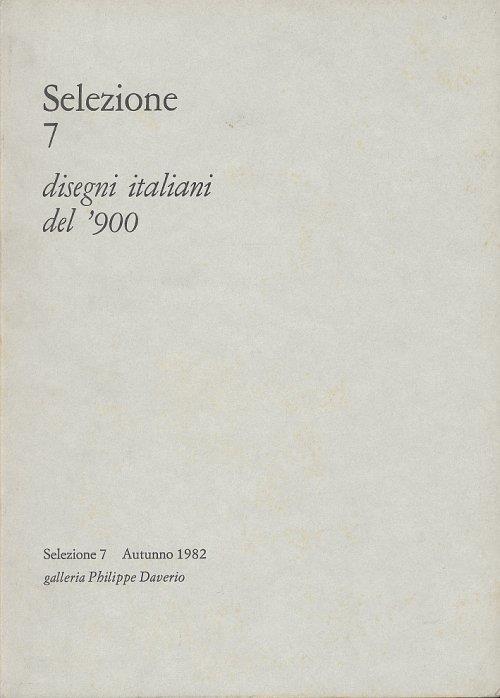 Selezione
7
disegni italiani
del ’900
Selezione 7 Autunno 1982
galleria Philippe Daverio